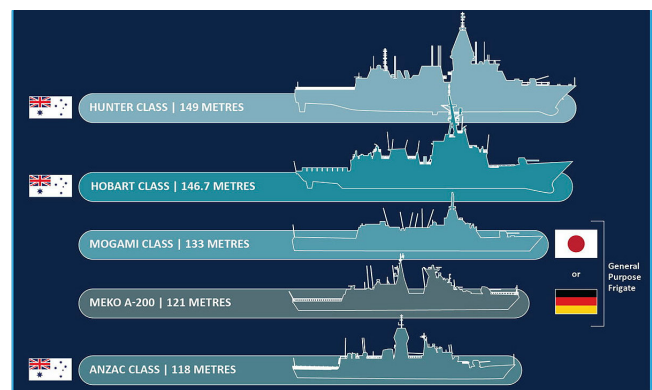 HUNTER CLASS | 149 METRES
HOBART CLASS | 146.7 METRES
MOGAMI CLASS | 133 METRES
General
Purpose
Frigate
or
MEKO A-200 | 121 METRES
ANZAC CLASS | 118 METRES